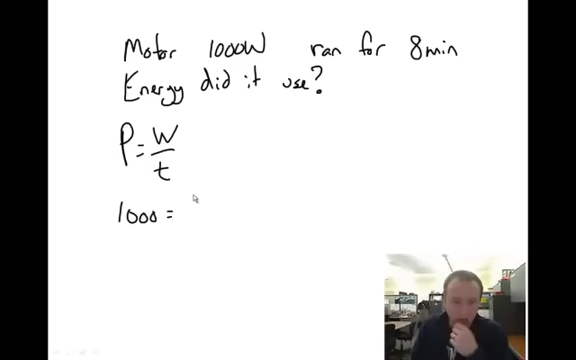 Motor 1000W ran for 8min
Energy did it use?
P = W/t
1000 =